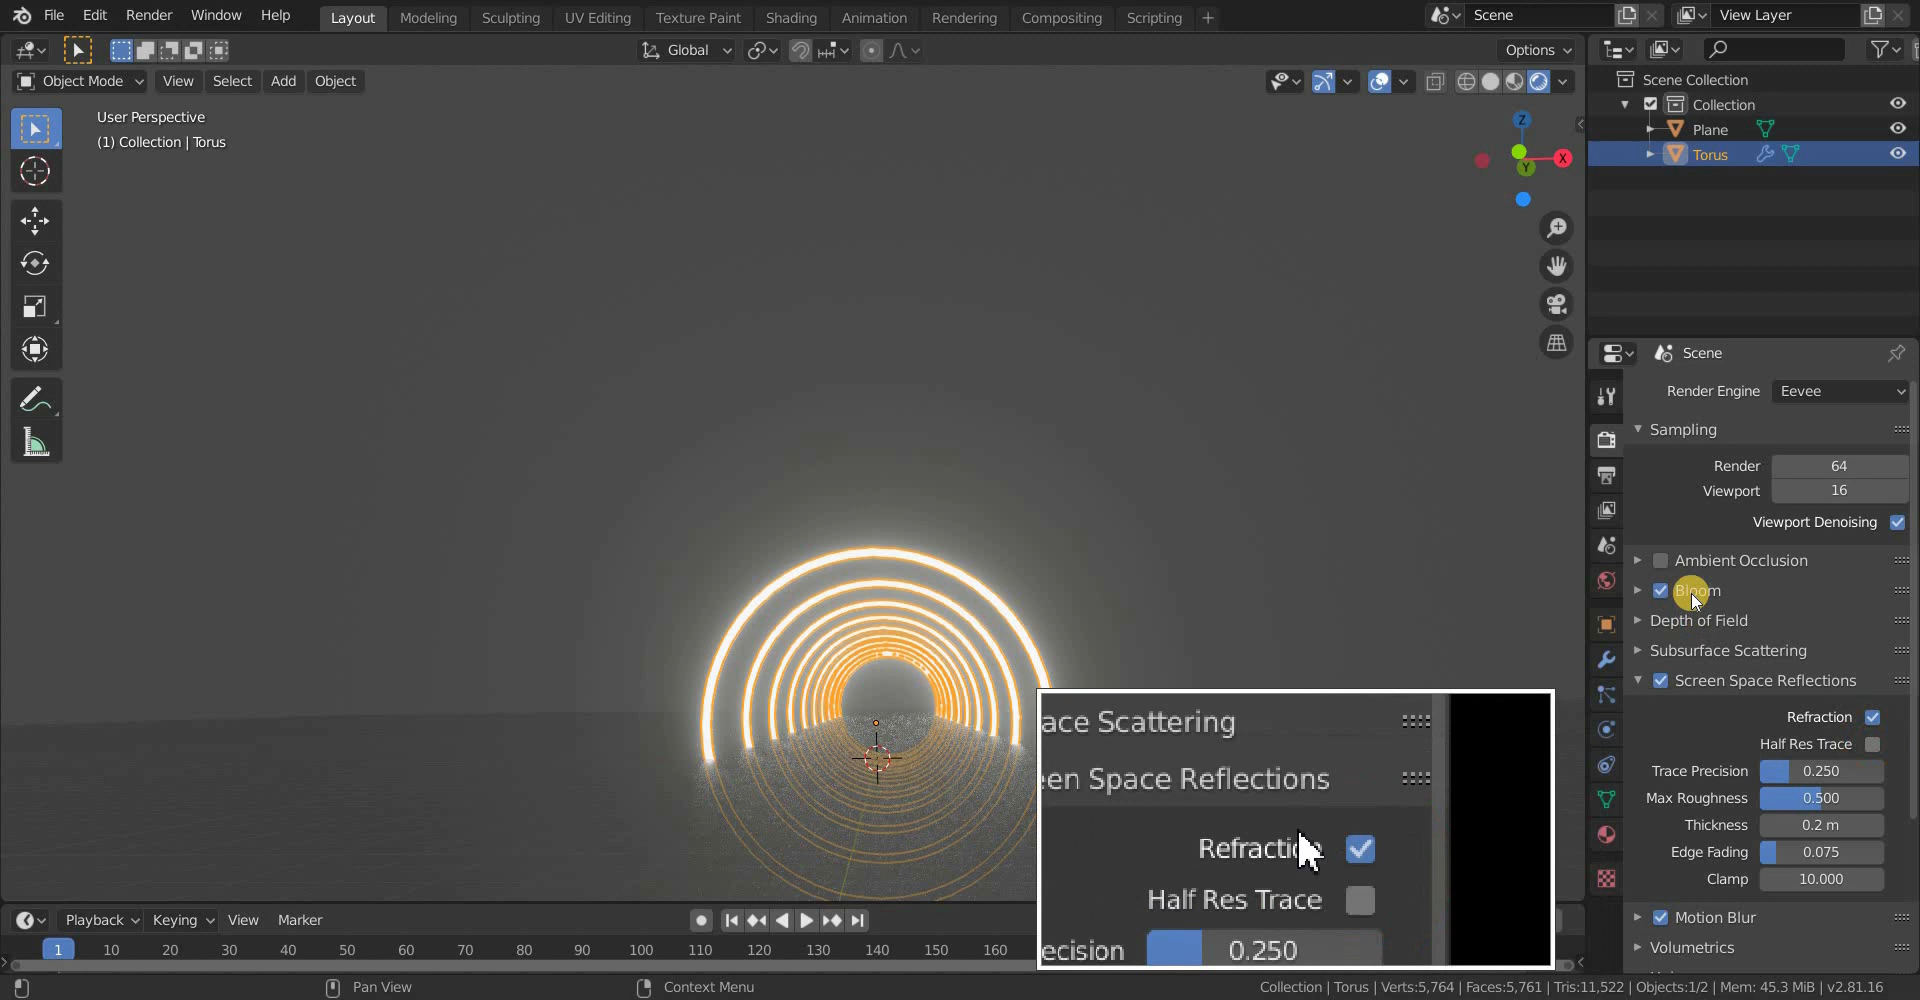 File Edit Render Window Help Layout Modeling Sculpting UV Editing Texture Paint Shading Animation Rendering Compositing Scripting + Scene View Layer
Global Options
Object Mode View Select Add Object
User Perspective
(1) Collection | Torus
Z
X
Y
Scene Collection
Collection
Plane
Torus
Scene
Render Engine Eevee
Sampling
Render 64
Viewport 16
Viewport Denoising
Ambient Occlusion
Bloom
Depth of Field
Subsurface Scattering
Screen Space Reflections
Refraction
Half Res Trace
Trace Precision 0.250
Max Roughness 0.500
Thickness 0.2 m
Edge Fading 0.075
Clamp 10.000
Motion Blur
Volumetrics
ace Scattering
en Space Reflections
Refractio
Half Res Trace
ecision 0.250
Playback Keying View Marker
1 10 20 30 40 50 60 70 80 90 100 110 120 130 140 150 160
Pan View Context Menu Collection | Torus | Verts:5,764 | Faces:5,761 | Tris:11,522 | Objects:1/2 | Mem: 45.3 MiB | v2.81.16